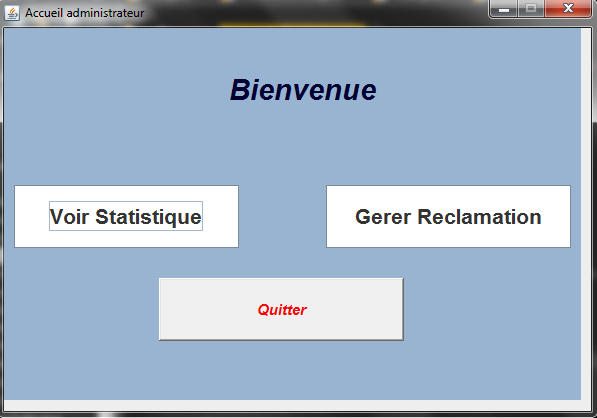 Accueil administrateur
Bienvenue
Voir Statistique
Gerer Reclamation
Quitter